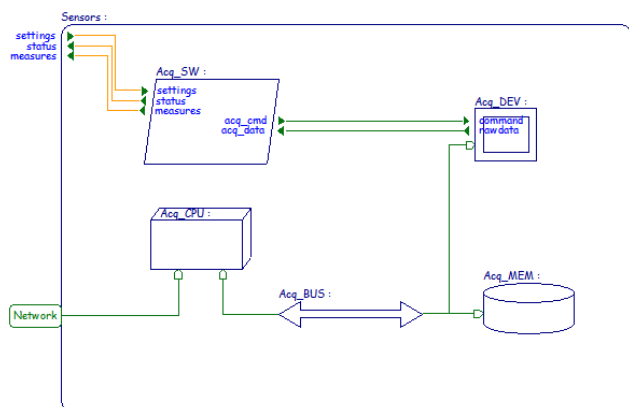 Sensors :
settings
status
measures
Acq_SW :
settings
status
measures
acq_cmd
acq_data
Acq_DEV :
command
rawdata
Acq_CPU :
Acq_BUS :
Acq_MEM :
Network